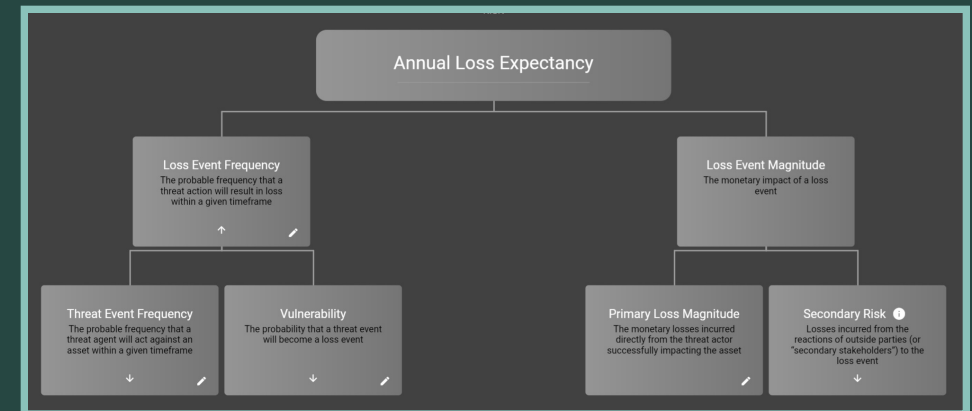 Annual Loss Expectancy
Loss Event Frequency
The probable frequency that a
threat action will result in loss
within a given timeframe
Loss Event Magnitude
The monetary impact of a loss
event
Threat Event Frequency
The probable frequency that a
threat agent will act against an
asset within a given timeframe
Vulnerability
The probability that a threat event
will become a loss event
Primary Loss Magnitude
The monetary losses incurred
directly from the threat actor
successfully impacting the asset
Secondary Risk
Losses incurred from the
reactions of outside parties (or
"secondary stakeholders") to the
loss event